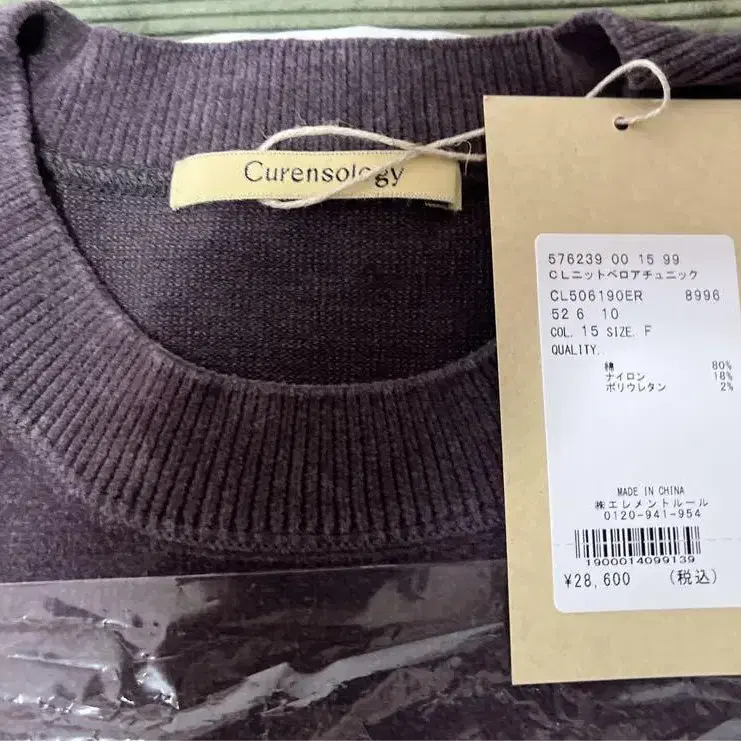 Curensology
576239 00 15 99
CLニットベロアチュニック
CL506190ER 8996
52 6 10
COL. 15 SIZE. F
QUALITY.
綿 80%
ナイロン 18%
ポリウレタン 2%
MADE IN CHINA
㈱エレメントルール
0120-941-954
1900014099139
¥28,600 (税込)